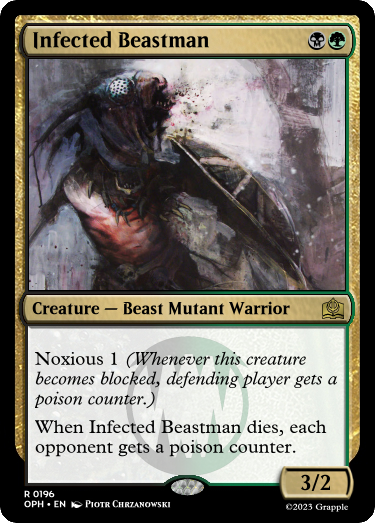 Infected Beastman
Creature — Beast Mutant Warrior
Noxious 1 (Whenever this creature
becomes blocked, defending player gets a
poison counter.)
When Infected Beastman dies, each
opponent gets a poison counter.
3/2
R 0196
OPH • EN Piotr Chrzanowski
©2023 Grapple